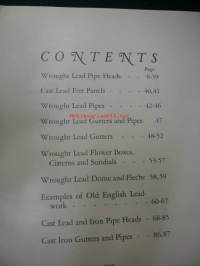 CONTENTS
Page
Wrought Lead Pipe Heads - - - 6-39
Cast Lead Fret Panels - - - 40,41
Wrought Lead Pipes - - - 42-46
Wrought Lead Gutters and Pipes 47
Wrought Lead Gutters - - - 48-52
Wrought Lead Flower Boxes,
Cisterns and Sundials - - - 53-57
Wrought Lead Dome and Fleche 58,59
Examples of Old English Lead-
work - - - - - - 60-67
Cast Lead and Iron Pipe Heads - 68-85
Cast Iron Gutters and Pipes - 86,87